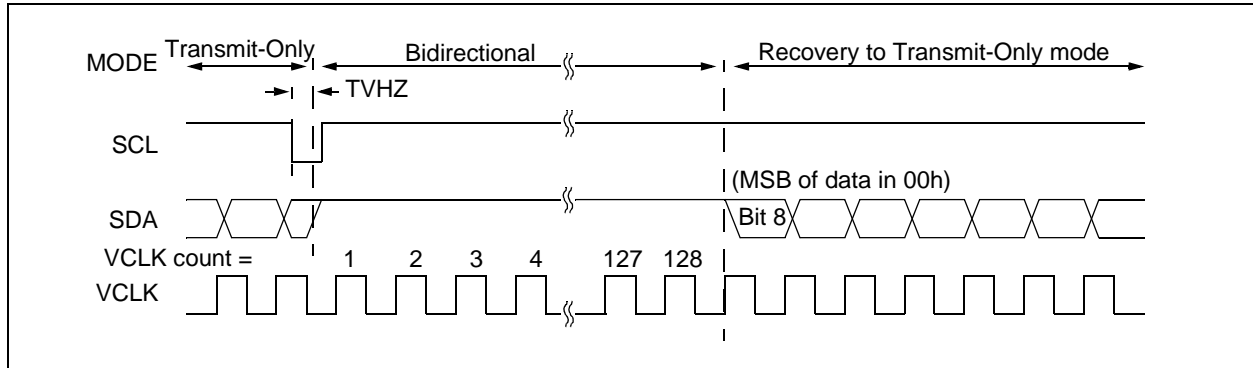 MODE Transmit-Only Bidirectional Recovery to Transmit-Only mode
TVHZ
SCL
(MSB of data in 00h)
SDA Bit 8
VCLK count = 1 2 3 4 127 128
VCLK